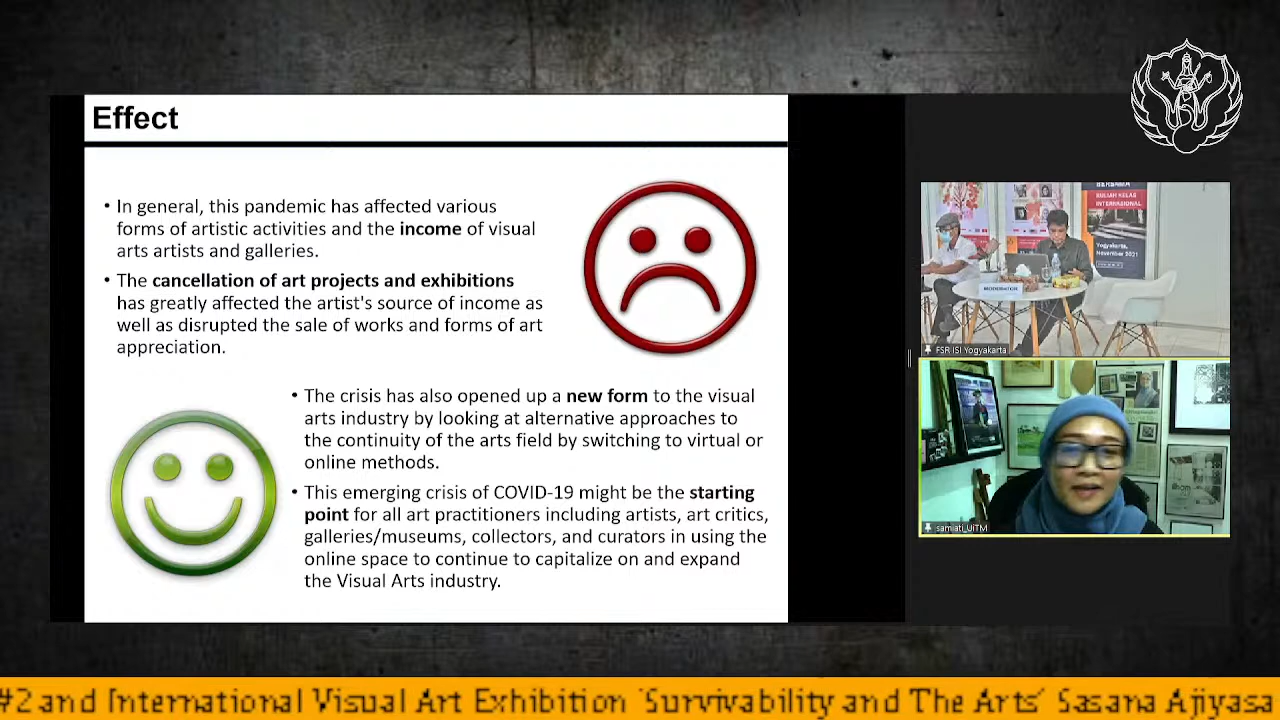 Effect
• In general, this pandemic has affected various
forms of artistic activities and the income of visual
arts artists and galleries.
• The cancellation of art projects and exhibitions
has greatly affected the artist's source of income as
well as disrupted the sale of works and forms of art
appreciation.
• The crisis has also opened up a new form to the visual
arts industry by looking at alternative approaches to
the continuity of the arts field by switching to virtual or
online methods.
• This emerging crisis of COVID-19 might be the starting
point for all art practitioners including artists, art critics,
galleries/museums, collectors, and curators in using the
online space to continue to capitalize on and expand
the Visual Arts industry.
BERSAMA
KULIAH KELAS
INTERNASIONAL
Yogyakarta,
November 2021
MODERATOR
FSR ISI Yogyakarta
samiati_UiTM
#2 and International Visual Art Exhibition 'Survivability and The Arts' Sasana Ajiyasa